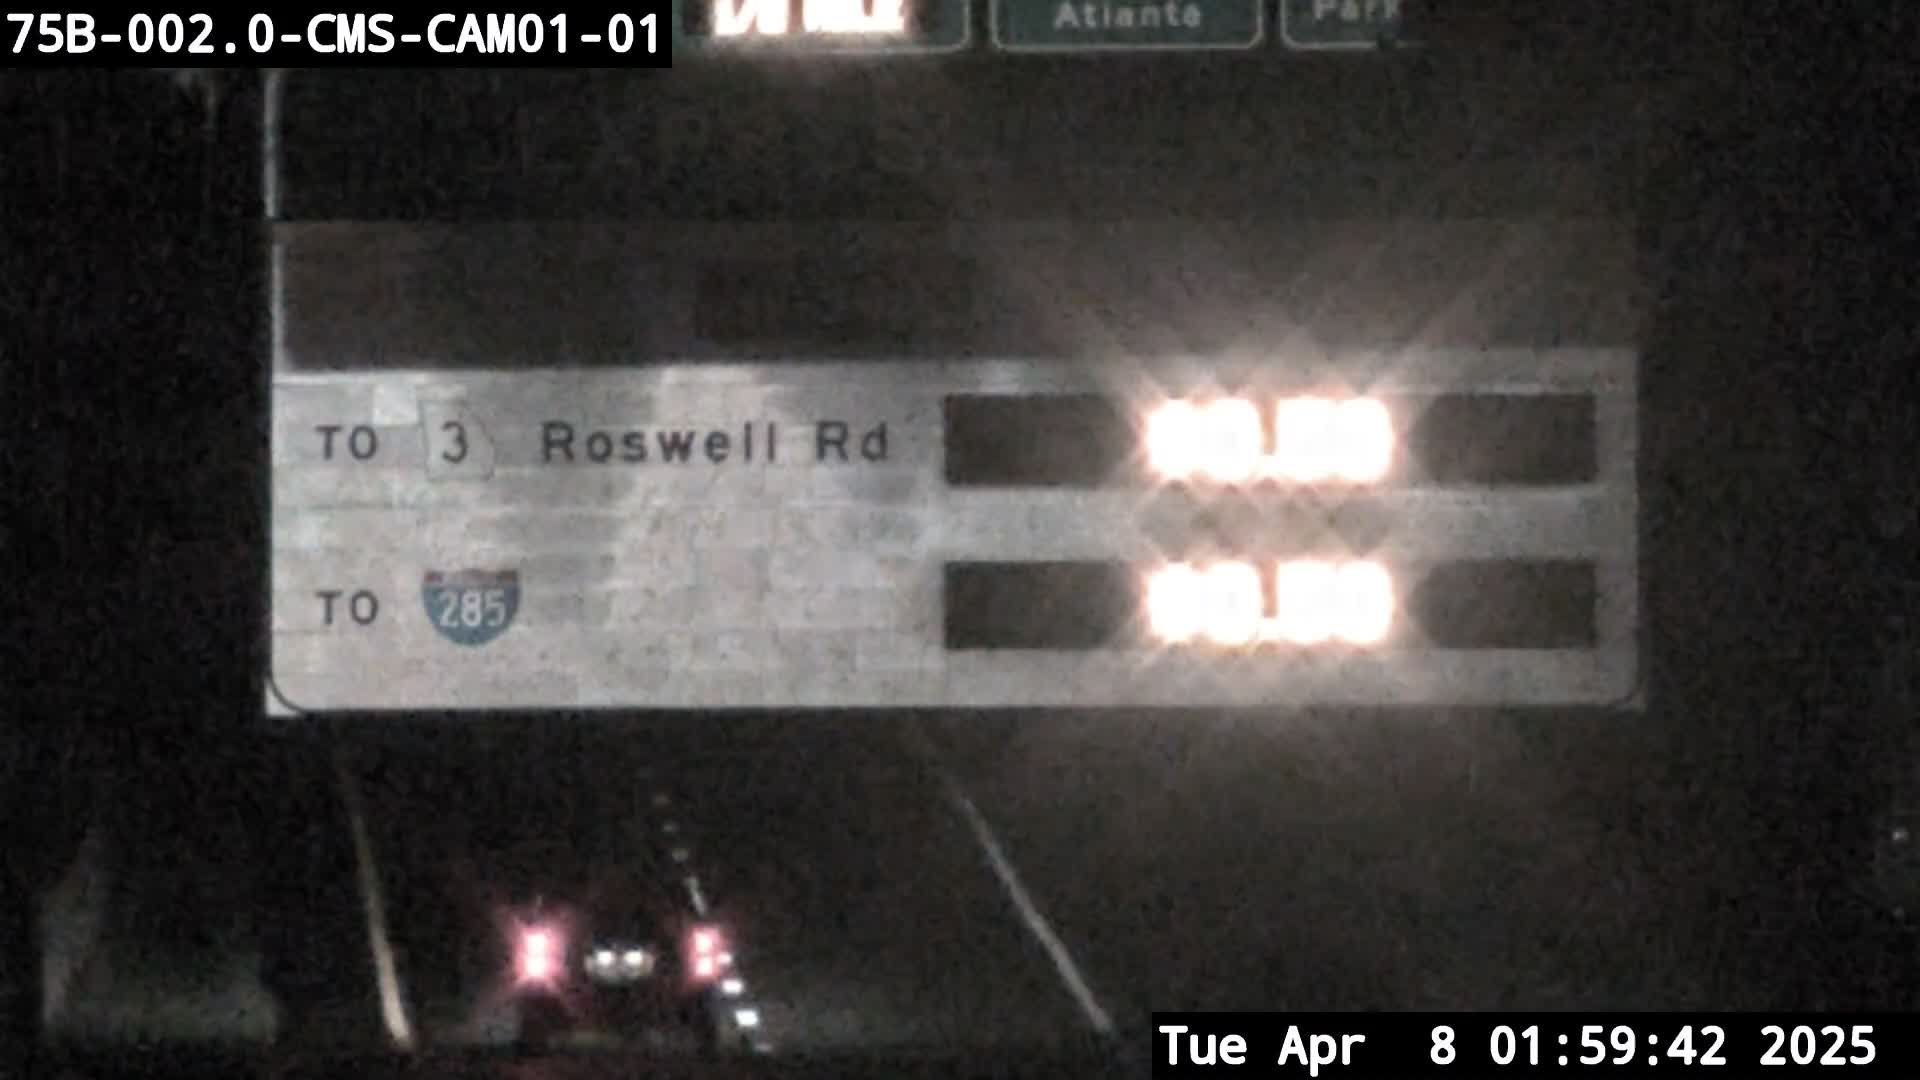 75B-002.0-CMS-CAM01-01
MILE
Atlanta
Park
TO 3 Roswell Rd
TO 285
Tue Apr 8 01:59:42 2025